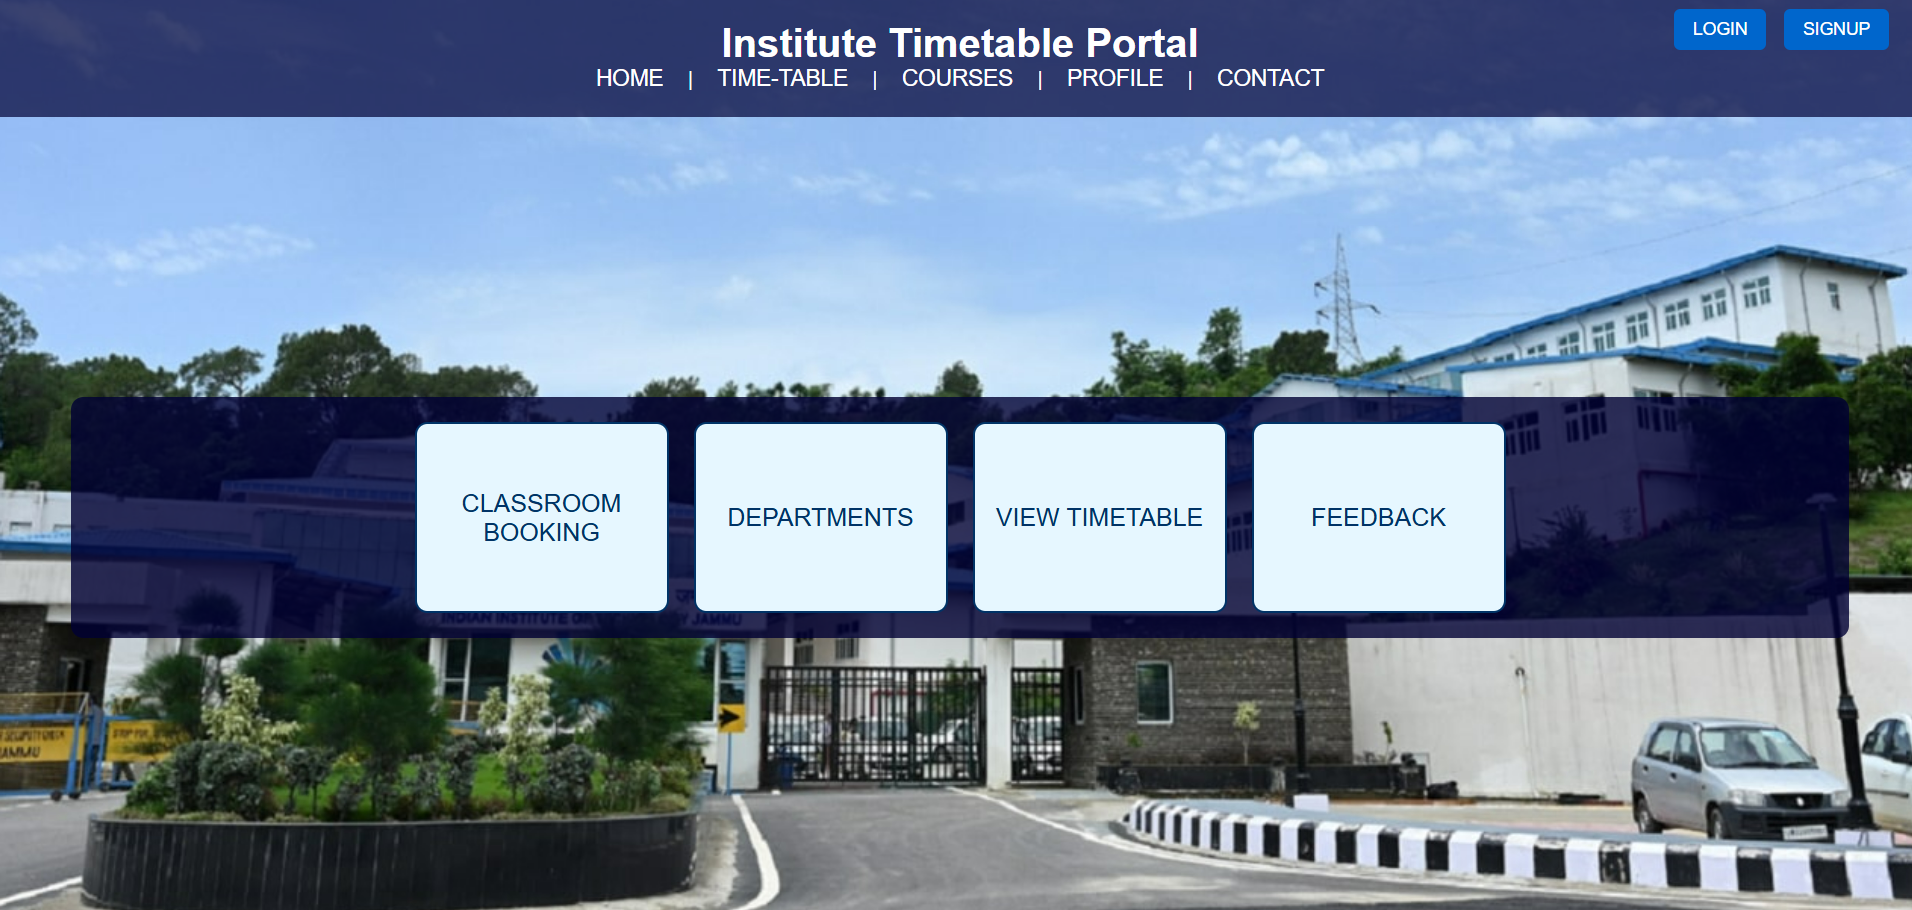 Institute Timetable Portal
LOGIN
SIGNUP
HOME | TIME-TABLE | COURSES | PROFILE | CONTACT
CLASSROOM
BOOKING
DEPARTMENTS
VIEW TIMETABLE
FEEDBACK
INDIAN INSTITUTE OF JAMMU
JAMMU